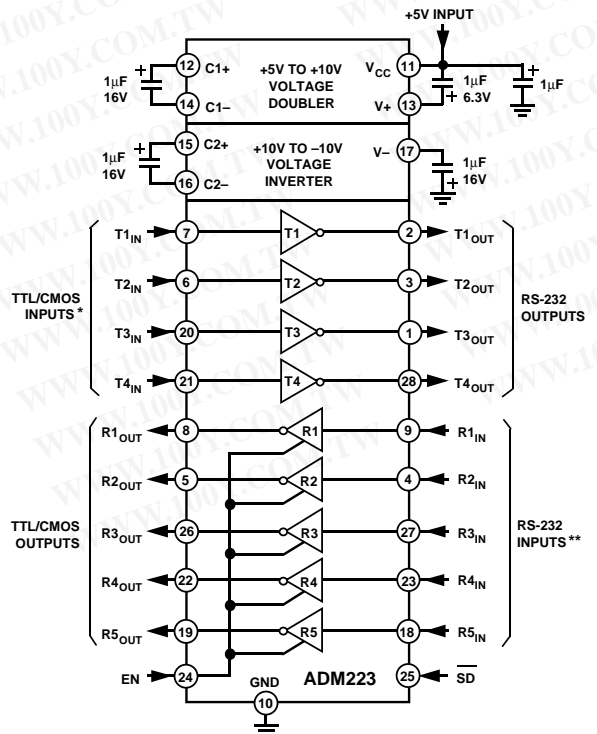 +5V INPUT
1μF
16V
12 C1+
14 C1–
+5V TO +10V
VOLTAGE
DOUBLER
VCC 11
V+ 13
1μF
6.3V
1μF
1μF
16V
15 C2+
16 C2–
+10V TO –10V
VOLTAGE
INVERTER
V– 17
1μF
16V
TTL/CMOS
INPUTS *
T1IN 7 T1 2 T1OUT
T2IN 6 T2 3 T2OUT
T3IN 20 T3 1 T3OUT
T4IN 21 T4 28 T4OUT
RS-232
OUTPUTS
TTL/CMOS
OUTPUTS
R1OUT 8 R1 9 R1IN
R2OUT 5 R2 4 R2IN
R3OUT 26 R3 27 R3IN
R4OUT 22 R4 23 R4IN
R5OUT 19 R5 18 R5IN
RS-232
INPUTS **
EN 24
GND
10
ADM223
25 SD
WWW.100Y.COM.TW